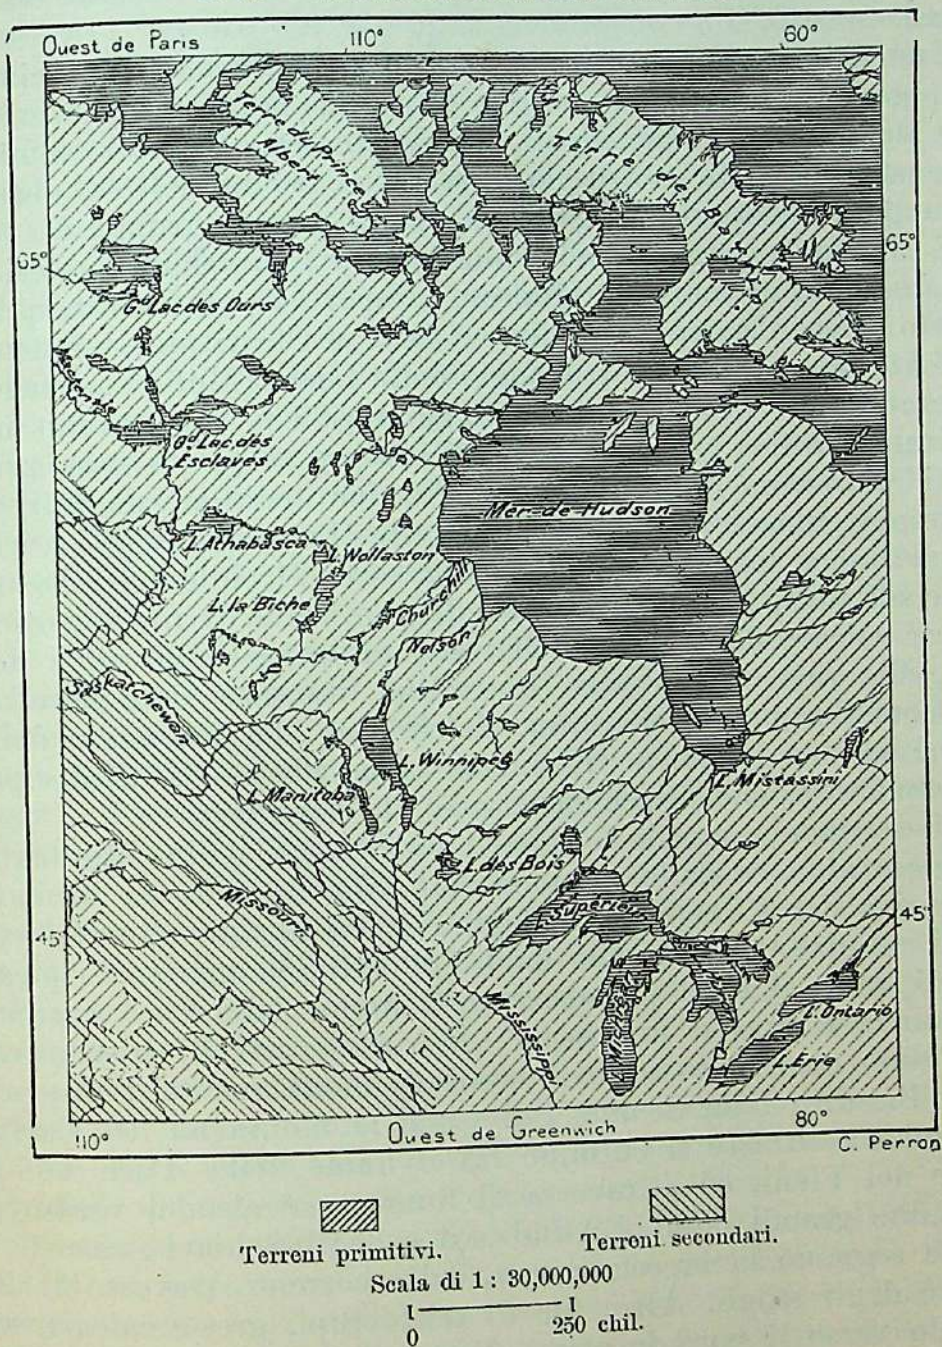 Ouest de Paris
110°
60°
Terre du Prince
Albert
Terre de Baffin
65°
65°
Gd. Lac des Ours
Mackenzie
Gd Lac des
Esclaves
Mer de Hudson
L. Athabasca
L. Wollaston
L. la Biche
Churchill
Nelson
Saskatchewan
L. Winnipeg
L. Mistassini
L. Manitoba
L. des Bois
Missouri
L. Supérieur
45°
45°
Mississippi
L. Ontario
L. Erre
110°
Ouest de Greenwich
80°
C. Perron
Terreni primitivi.
Terreni secondari.
Scala di 1 : 30,000,000
0
250 chil.